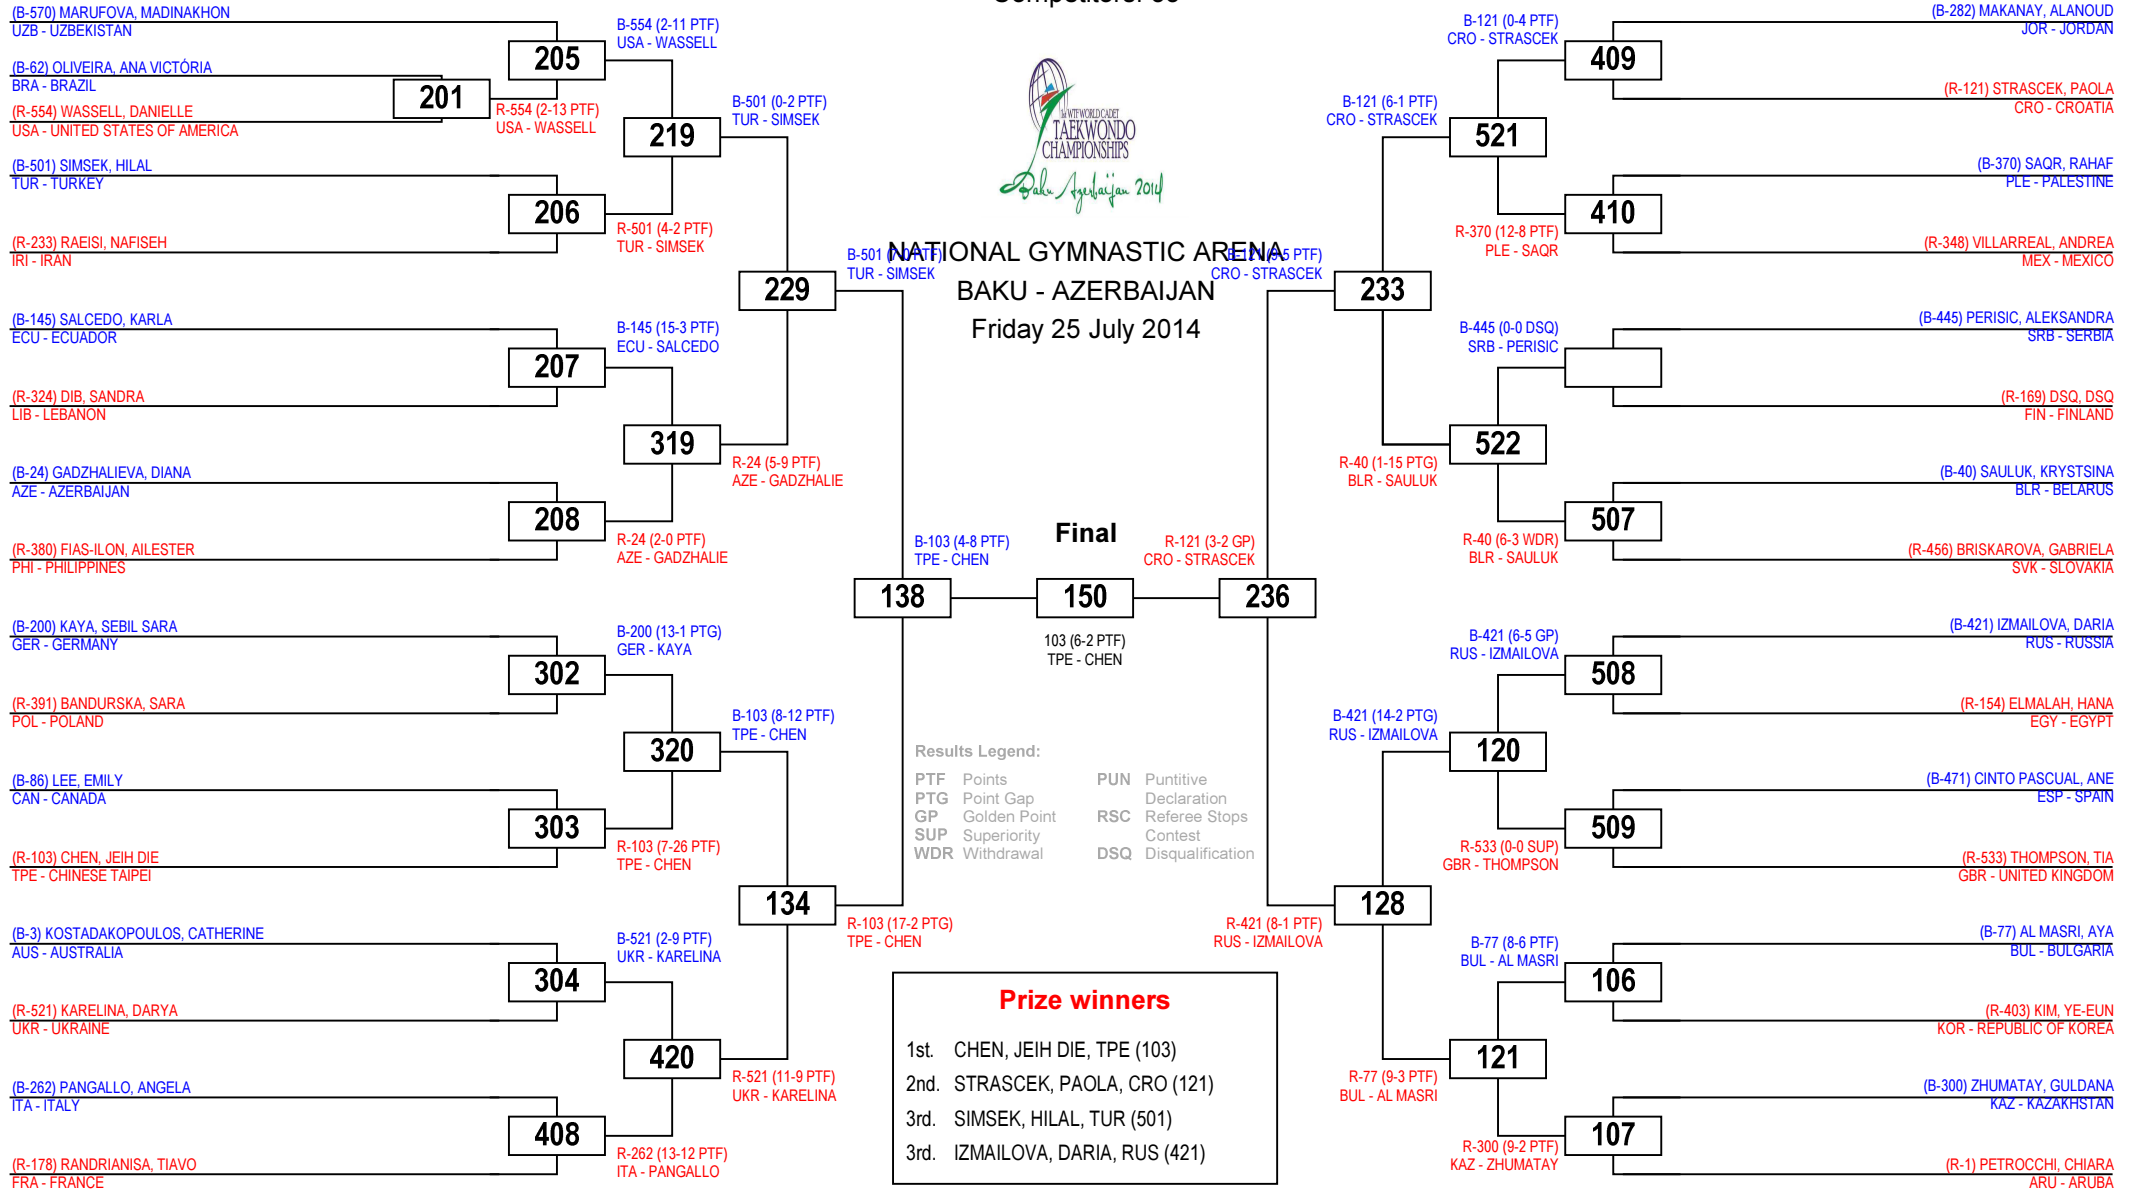 (B-570) MARUFOVA, MADINAKHON
UZB - UZBEKISTAN
(B-62) OLIVEIRA, ANA VICTÓRIA
BRA - BRAZIL
(R-554) WASSELL, DANIELLE
USA - UNITED STATES OF AMERICA
(B-501) SIMSEK, HILAL
TUR - TURKEY
(R-233) RAEISI, NAFISEH
IRI - IRAN
(B-145) SALCEDO, KARLA
ECU - ECUADOR
(R-324) DIB, SANDRA
LIB - LEBANON
(B-24) GADZHALIEVA, DIANA
AZE - AZERBAIJAN
(R-380) FIAS-ILON, AILESTER
PHI - PHILIPPINES
(B-200) KAYA, SEBIL SARA
GER - GERMANY
(R-391) BANDURSKA, SARA
POL - POLAND
(B-86) LEE, EMILY
CAN - CANADA
(R-103) CHEN, JEIH DIE
TPE - CHINESE TAIPEI
(B-3) KOSTADAKOPOULOS, CATHERINE
AUS - AUSTRALIA
(R-521) KARELINA, DARYA
UKR - UKRAINE
(B-262) PANGALLO, ANGELA
ITA - ITALY
(R-178) RANDRIANISA, TIAVO
FRA - FRANCE
201
R-554 (2-13 PTF)
USA - WASSELL
205
206
207
208
302
303
304
408
B-554 (2-11 PTF)
USA - WASSELL
219
R-501 (4-2 PTF)
TUR - SIMSEK
B-145 (15-3 PTF)
ECU - SALCEDO
319
R-24 (2-0 PTF)
AZE - GADZHALIE
B-200 (13-1 PTG)
GER - KAYA
320
R-103 (7-26 PTF)
TPE - CHEN
B-521 (2-9 PTF)
UKR - KARELINA
420
R-262 (13-12 PTF)
ITA - PANGALLO
B-501 (0-2 PTF)
TUR - SIMSEK
229
R-24 (5-9 PTF)
AZE - GADZHALIE
B-103 (8-12 PTF)
TPE - CHEN
134
R-521 (11-9 PTF)
UKR - KARELINA
B-501
TUR - SIMSEK
138
R-103 (17-2 PTG)
TPE - CHEN
WTF WORLD CADET
TAEKWONDO
CHAMPIONSHIPS
Baku Azerbaijan 2014
NATIONAL GYMNASTIC ARENA
BAKU - AZERBAIJAN
Friday 25 July 2014
Final
B-103 (4-8 PTF)
TPE - CHEN
150
R-121 (3-2 GP)
CRO - STRASCEK
103 (6-2 PTF)
TPE - CHEN
Results Legend:
PTF Points
PTG Point Gap
GP Golden Point
SUP Superiority
WDR Withdrawal
PUN Puntitive
Declaration
RSC Referee Stops
Contest
DSQ Disqualification
Prize winners
1st. CHEN, JEIH DIE, TPE (103)
2nd. STRASCEK, PAOLA, CRO (121)
3rd. SIMSEK, HILAL, TUR (501)
3rd. IZMAILOVA, DARIA, RUS (421)
PTF)
CRO - STRASCEK
236
R-421 (8-1 PTF)
RUS - IZMAILOVA
B-121 (6-1 PTF)
CRO - STRASCEK
233
R-40 (1-15 PTG)
BLR - SAULUK
B-421 (14-2 PTG)
RUS - IZMAILOVA
128
R-77 (9-3 PTF)
BUL - AL MASRI
B-121 (0-4 PTF)
CRO - STRASCEK
521
R-370 (12-8 PTF)
PLE - SAQR
B-445 (0-0 DSQ)
SRB - PERISIC
522
R-40 (6-3 WDR)
BLR - SAULUK
B-421 (6-5 GP)
RUS - IZMAILOVA
120
R-533 (0-0 SUP)
GBR - THOMPSON
B-77 (8-6 PTF)
BUL - AL MASRI
121
R-300 (9-2 PTF)
KAZ - ZHUMATAY
409
410
507
508
509
106
107
(B-282) MAKANAY, ALANOUD
JOR - JORDAN
(R-121) STRASCEK, PAOLA
CRO - CROATIA
(B-370) SAQR, RAHAF
PLE - PALESTINE
(R-348) VILLARREAL, ANDREA
MEX - MEXICO
(B-445) PERISIC, ALEKSANDRA
SRB - SERBIA
(R-169) DSQ, DSQ
FIN - FINLAND
(B-40) SAULUK, KRYSTSINA
BLR - BELARUS
(R-456) BRISKAROVA, GABRIELA
SVK - SLOVAKIA
(B-421) IZMAILOVA, DARIA
RUS - RUSSIA
(R-154) ELMALAH, HANA
EGY - EGYPT
(B-471) CINTO PASCUAL, ANE
ESP - SPAIN
(R-533) THOMPSON, TIA
GBR - UNITED KINGDOM
(B-77) AL MASRI, AYA
BUL - BULGARIA
(R-403) KIM, YE-EUN
KOR - REPUBLIC OF KOREA
(B-300) ZHUMATAY, GULDANA
KAZ - KAZAKHSTAN
(R-1) PETROCCHI, CHIARA
ARU - ARUBA